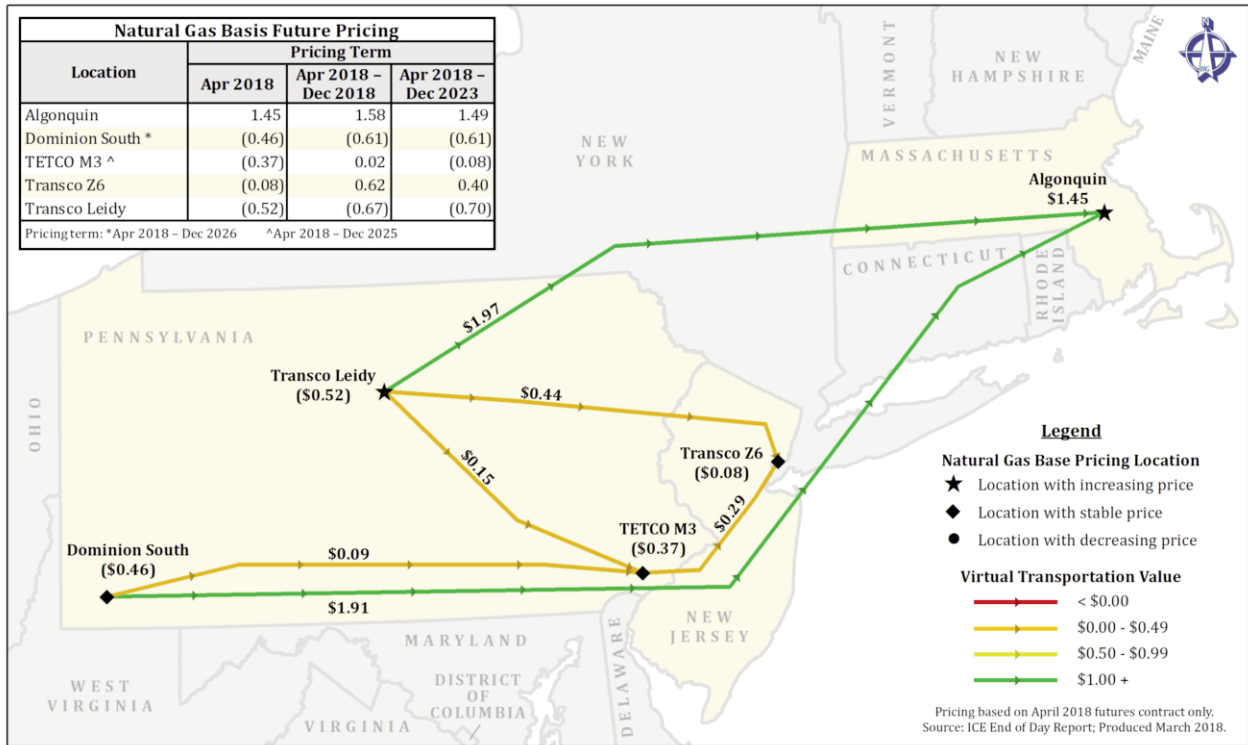 Natural Gas Basis Future Pricing
Location
Pricing Term
Apr 2018
Apr 2018 –
Dec 2018
Apr 2018 –
Dec 2023
Algonquin 1.45 1.58 1.49
Dominion South * (0.46) (0.61) (0.61)
TETCO M3 ^ (0.37) 0.02 (0.08)
Transco Z6 (0.08) 0.62 0.40
Transco Leidy (0.52) (0.67) (0.70)
Pricing term: *Apr 2018 – Dec 2026 ^Apr 2018 – Dec 2025
N
BG
MAINE
VERMONT
NEW
HAMPSHIRE
NEW
YORK
MASSACHUSETTS
Algonquin
$1.45
CONNECTICUT
RHODE
ISLAND
PENNSYLVANIA
$1.97
Transco Leidy
($0.52)
$0.44
OHIO
$0.15
Transco Z6
($0.08)
$0.29
TETCO M3
($0.37)
Dominion South
($0.46)
$0.09
$1.91
NEW
JERSEY
MARYLAND
DELAWARE
WEST
VIRGINIA
DISTRICT
OF
COLUMBIA
VIRGINIA
Legend
Natural Gas Base Pricing Location
Location with increasing price
Location with stable price
Location with decreasing price
Virtual Transportation Value
< $0.00
$0.00 - $0.49
$0.50 - $0.99
$1.00 +
Pricing based on April 2018 futures contract only.
Source: ICE End of Day Report; Produced March 2018.